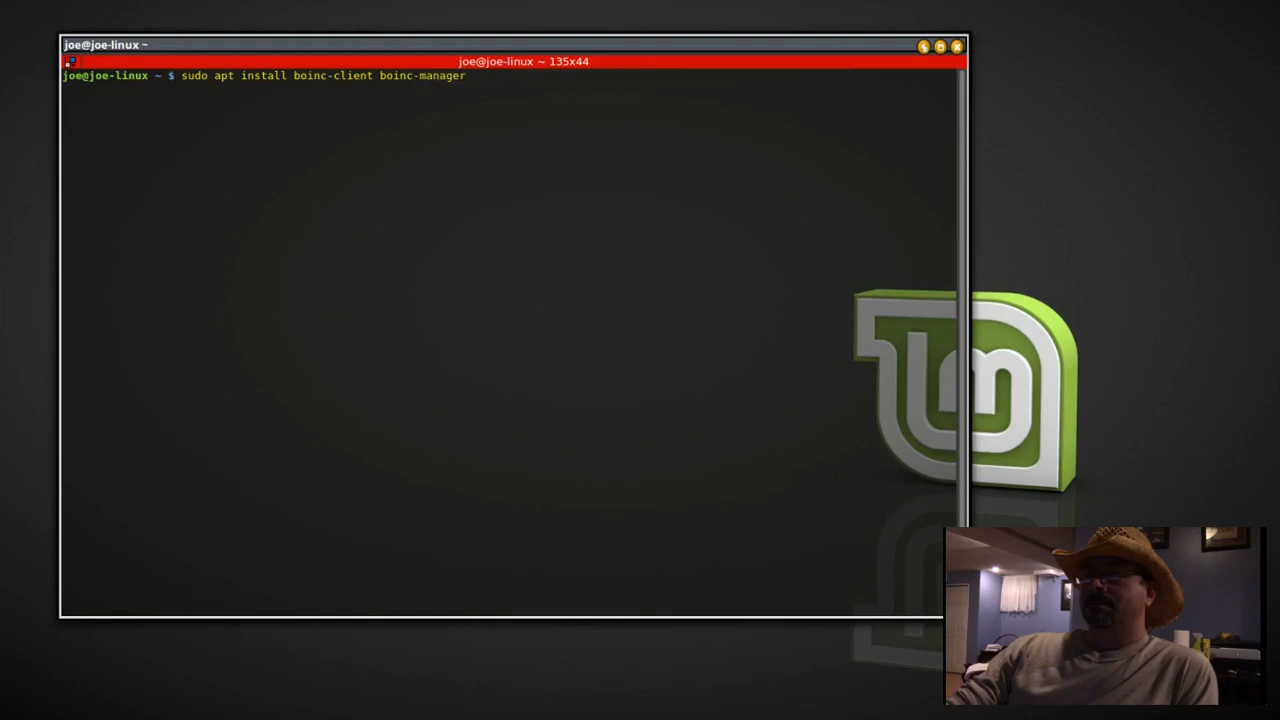 joe@joe-linux ~
joe@joe-linux ~ 135x44
joe@joe-linux ~ $ sudo apt install boinc-client boinc-manager